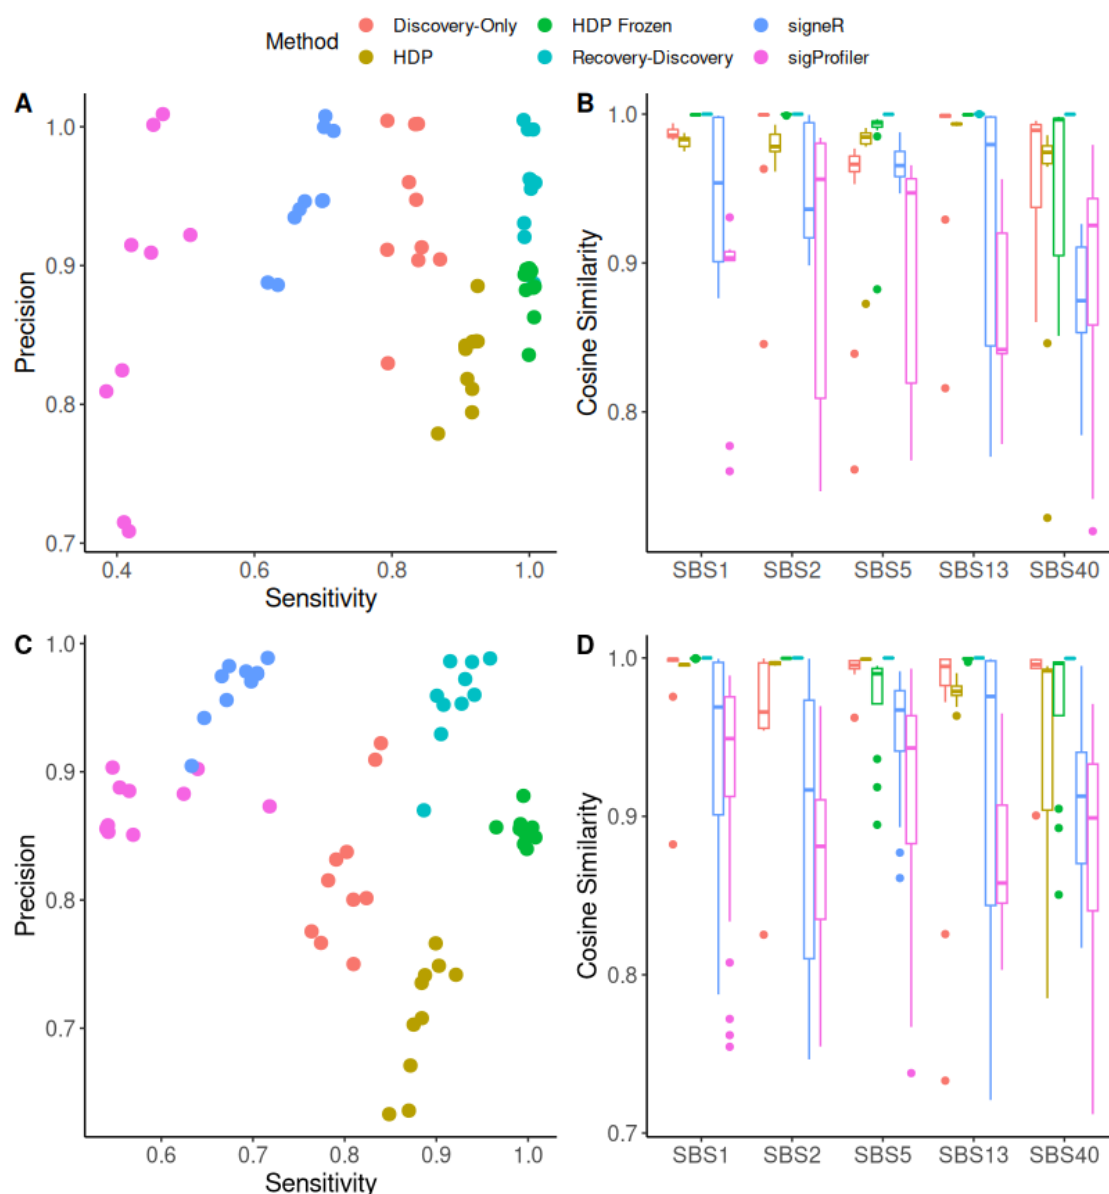 Method
Discovery-Only
HDP
HDP Frozen
Recovery-Discovery
signeR
sigProfiler
A
Precision
1.0
0.9
0.8
0.7
0.4
0.6
0.8
1.0
Sensitivity
B
Cosine Similarity
1.0
0.9
0.8
SBS1
SBS2
SBS5
SBS13
SBS40
C
Precision
1.0
0.9
0.8
0.7
0.6
0.7
0.8
0.9
1.0
Sensitivity
D
Cosine Similarity
1.0
0.9
0.8
0.7
SBS1
SBS2
SBS5
SBS13
SBS40